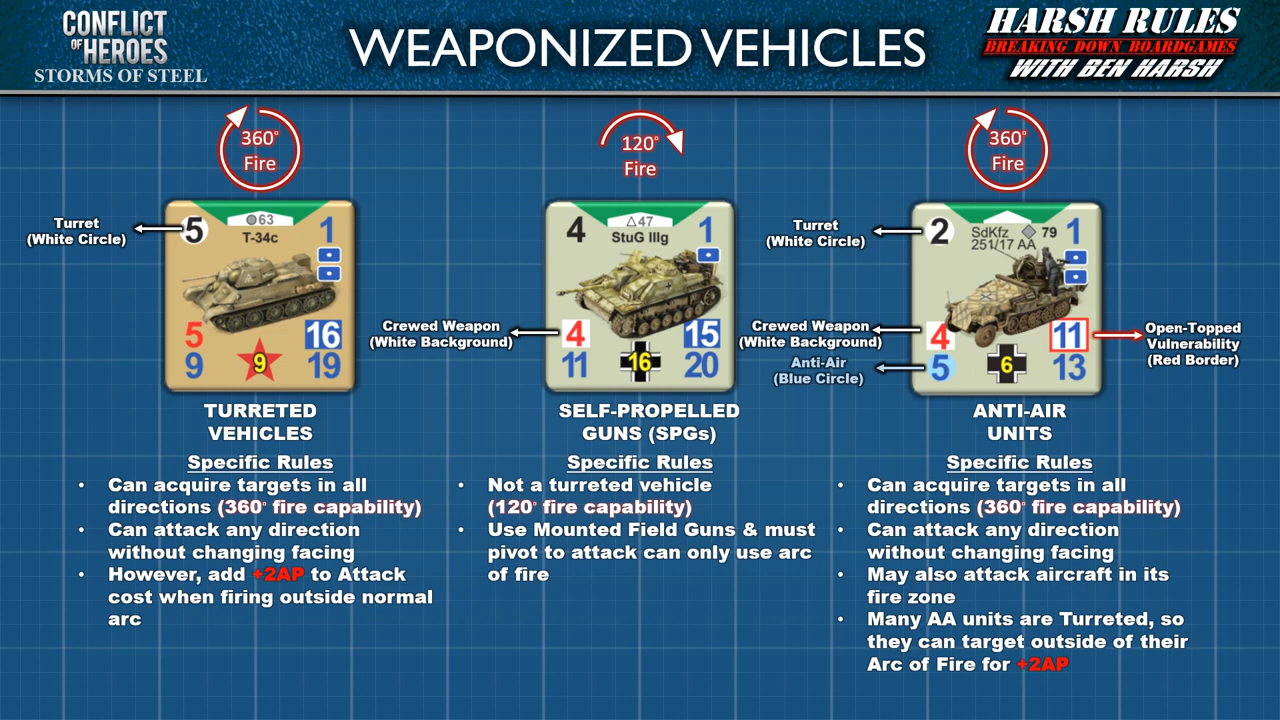 CONFLICT
OF
HEROES
STORMS OF STEEL
WEAPONIZED VEHICLES
HARSH RULES
BREAKING DOWN BOARDGAMES
WITH BEN HARSH
360°
Fire
Turret
(White Circle)
5
63
1
T-34c
5
16
9
9
19
TURRETED
VEHICLES
Specific Rules
• Can acquire targets in all
directions (360° fire capability)
• Can attack any direction
without changing facing
• However, add +2AP to Attack
cost when firing outside normal
arc
120°
Fire
4
△47
1
StuG IIIg
Crewed Weapon
(White Background)
4
15
11
16
20
SELF-PROPELLED
GUNS (SPGs)
Specific Rules
• Not a turreted vehicle
(120° fire capability)
• Use Mounted Field Guns & must
pivot to attack can only use arc
of fire
360°
Fire
Turret
(White Circle)
2
SdKfz
251/17 AA
79
1
Crewed Weapon
(White Background)
Anti-Air
(Blue Circle)
4
11
5
6
13
Open-Topped
Vulnerability
(Red Border)
ANTI-AIR
UNITS
Specific Rules
• Can acquire targets in all
directions (360° fire capability)
• Can attack any direction
without changing facing
• May also attack aircraft in its
fire zone
• Many AA units are Turreted, so
they can target outside of their
Arc of Fire for +2AP